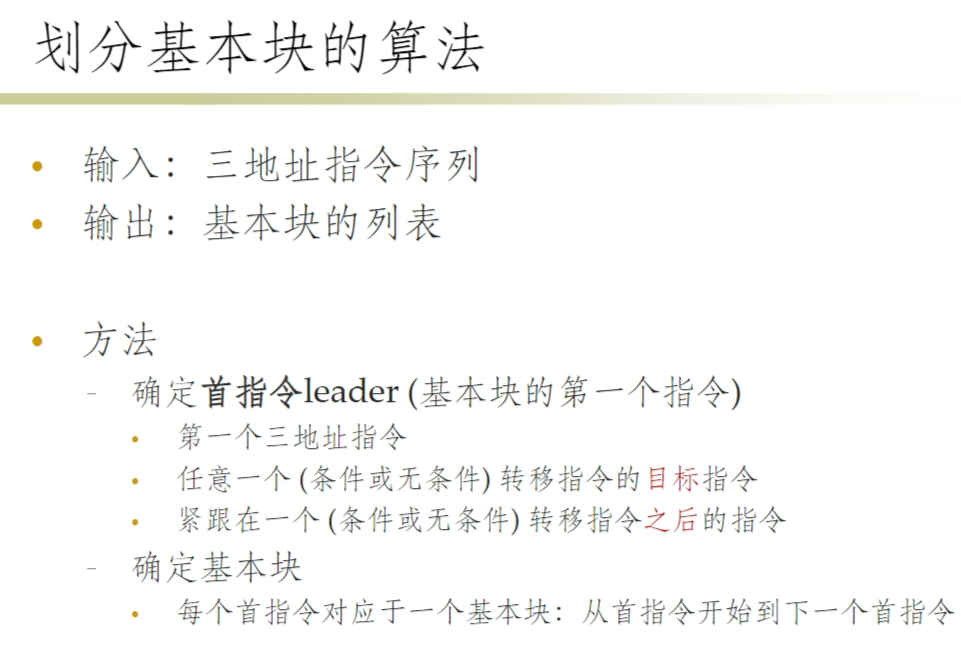 划分基本块的算法
• 输入：三地址指令序列
• 输出：基本块的列表
• 方法
– 确定首指令leader (基本块的第一个指令)
• 第一个三地址指令
• 任意一个 (条件或无条件) 转移指令的目标指令
• 紧跟在一个 (条件或无条件) 转移指令之后的指令
– 确定基本块
• 每个首指令对应于一个基本块：从首指令开始到下一个首指令